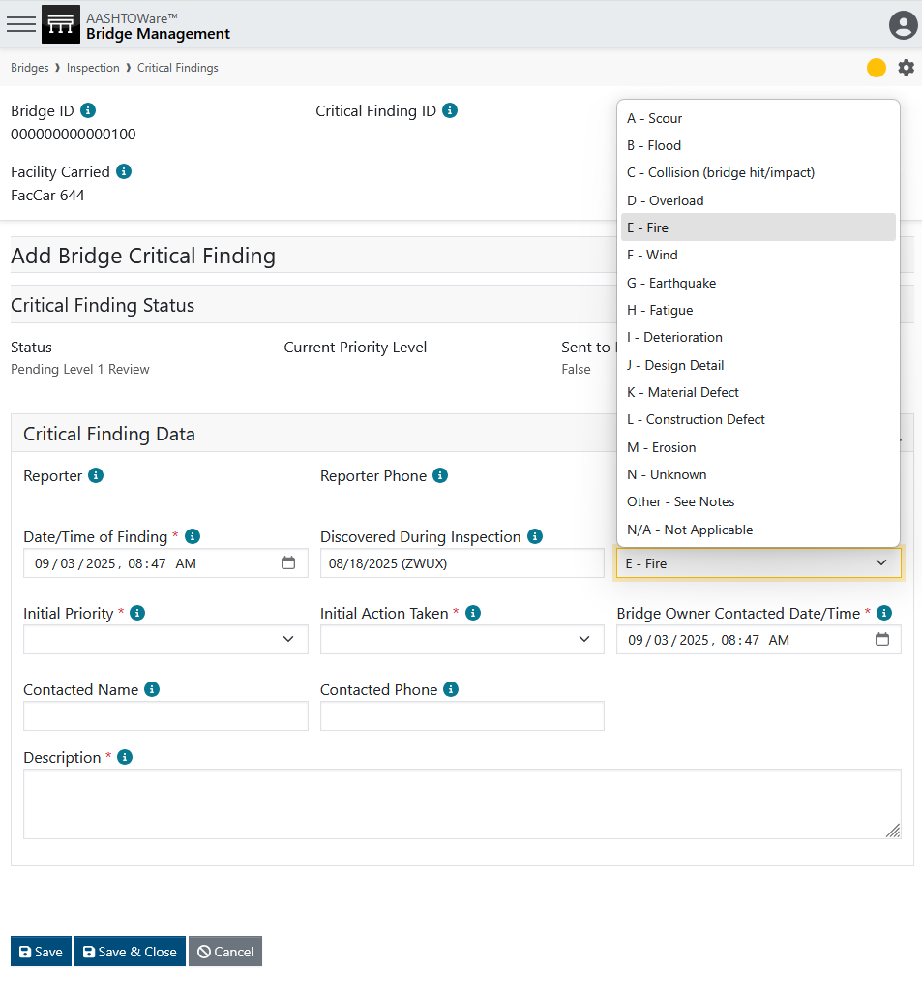 AASHTOWare™
Bridge Management
Bridges ❯ Inspection ❯ Critical Findings
Bridge ID
000000000000100
Critical Finding ID
Facility Carried
FacCar 644
Add Bridge Critical Finding
Critical Finding Status
Status
Pending Level 1 Review
Current Priority Level
Sent to
False
A - Scour
B - Flood
C - Collision (bridge hit/impact)
D - Overload
E - Fire
F - Wind
G - Earthquake
H - Fatigue
I - Deterioration
J - Design Detail
K - Material Defect
L - Construction Defect
M - Erosion
N - Unknown
Other - See Notes
N/A - Not Applicable
Critical Finding Data
Reporter
Reporter Phone
Date/Time of Finding *
09/03/2025, 08:47 AM
Discovered During Inspection
08/18/2025 (ZWUX)
E - Fire
Initial Priority *
Initial Action Taken *
Bridge Owner Contacted Date/Time *
09/03/2025, 08:47 AM
Contacted Name
Contacted Phone
Description *
Save
Save & Close
Cancel